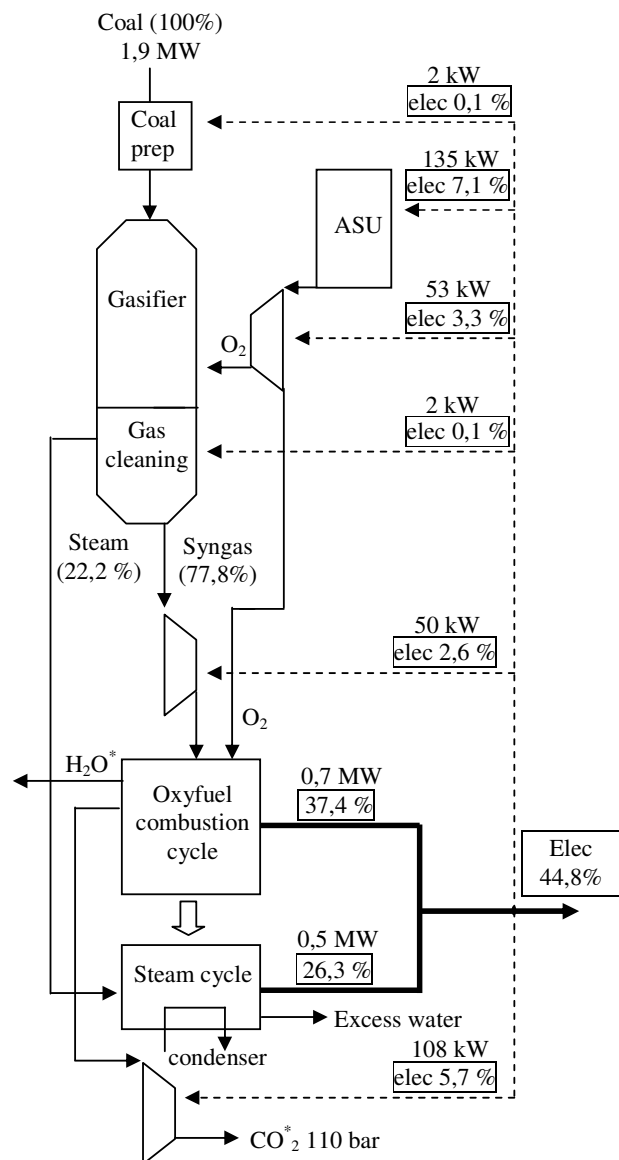 Coal (100%)
1,9 MW
2 kW
elec 0,1 %
Coal
prep
135 kW
elec 7,1 %
ASU
Gasifier
53 kW
elec 3,3 %
O2
2 kW
elec 0,1 %
Gas
cleaning
Steam
(22,2 %)
Syngas
(77,8%)
50 kW
elec 2,6 %
O2
H2O*
0,7 MW
37,4 %
Oxyfuel
combustion
cycle
Elec
44,8%
0,5 MW
26,3 %
Steam cycle
Excess water
condenser
108 kW
elec 5,7 %
CO*2 110 bar